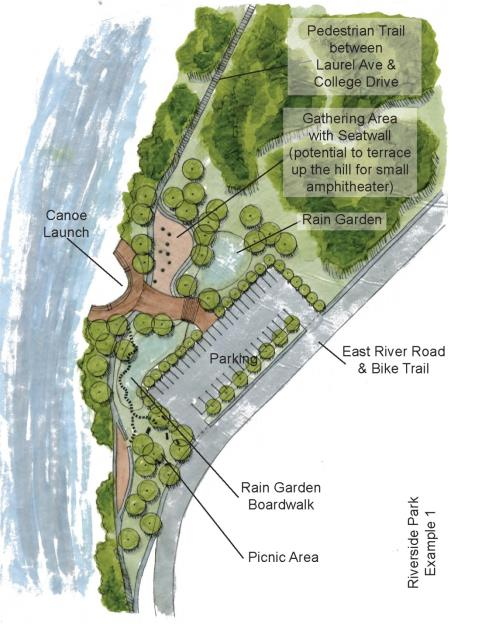 Pedestrian Trail
between
Laurel Ave &
College Drive
Gathering Area
with Seatwall
(potential to terrace
up the hill for small
amphitheater)
Rain Garden
Canoe
Launch
Parking
East River Road
& Bike Trail
Rain Garden
Boardwalk
Picnic Area
Riverside Park
Example 1